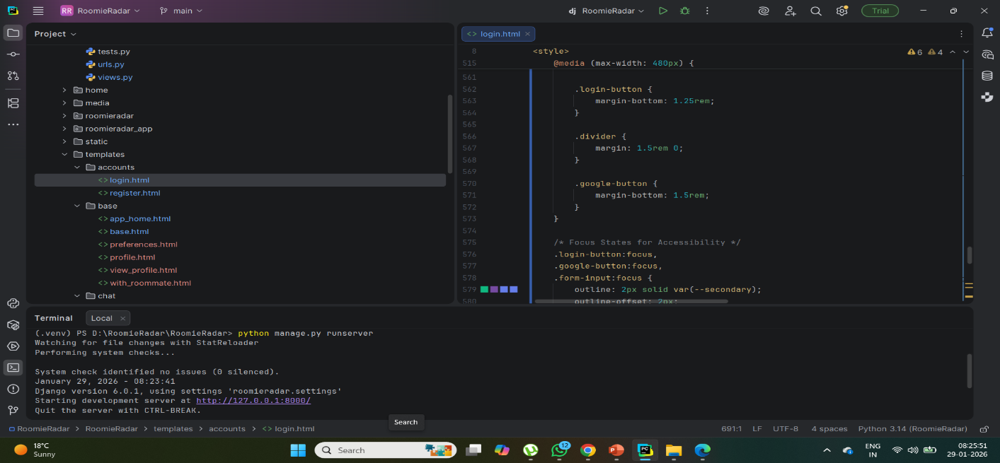 RR RoomieRadar main dj RoomieRadar Trial
Project
tests.py
urls.py
views.py
home
media
roomieradar
roomieradar_app
static
templates
accounts
<> login.html
<> register.html
base
<> app_home.html
<> base.html
<> preferences.html
<> profile.html
<> view_profile.html
<> with_roommate.html
chat
<> login.html
6 4
8 <style>
515 @media (max-width: 480px) {
561
562 .login-button {
563 margin-bottom: 1.25rem;
564 }
565
566 .divider {
567 margin: 1.5rem 0;
568 }
569
570 .google-button {
571 margin-bottom: 1.5rem;
572 }
573 }
574
575 /* Focus States for Accessibility */
576 .login-button:focus,
577 .google-button:focus,
578 .form-input:focus {
579 outline: 2px solid var(--secondary);
580 outline-offset: 2px;
Terminal Local
(.venv) PS D:\RoomieRadar\RoomieRadar> python manage.py runserver
Watching for file changes with StatReloader
Performing system checks...
System check identified no issues (0 silenced).
January 29, 2026 - 08:23:41
Django version 6.0.1, using settings 'roomieradar.settings'
Starting development server at http://127.0.0.1:8000/
Quit the server with CTRL-BREAK.
Search
RoomieRadar > RoomieRadar > templates > accounts > <> login.html 691:1 LF UTF-8 4 spaces Python 3.14 (RoomieRadar)
18°C
Sunny
Search
12
PC
ENG
IN
08:25:51
29-01-2026